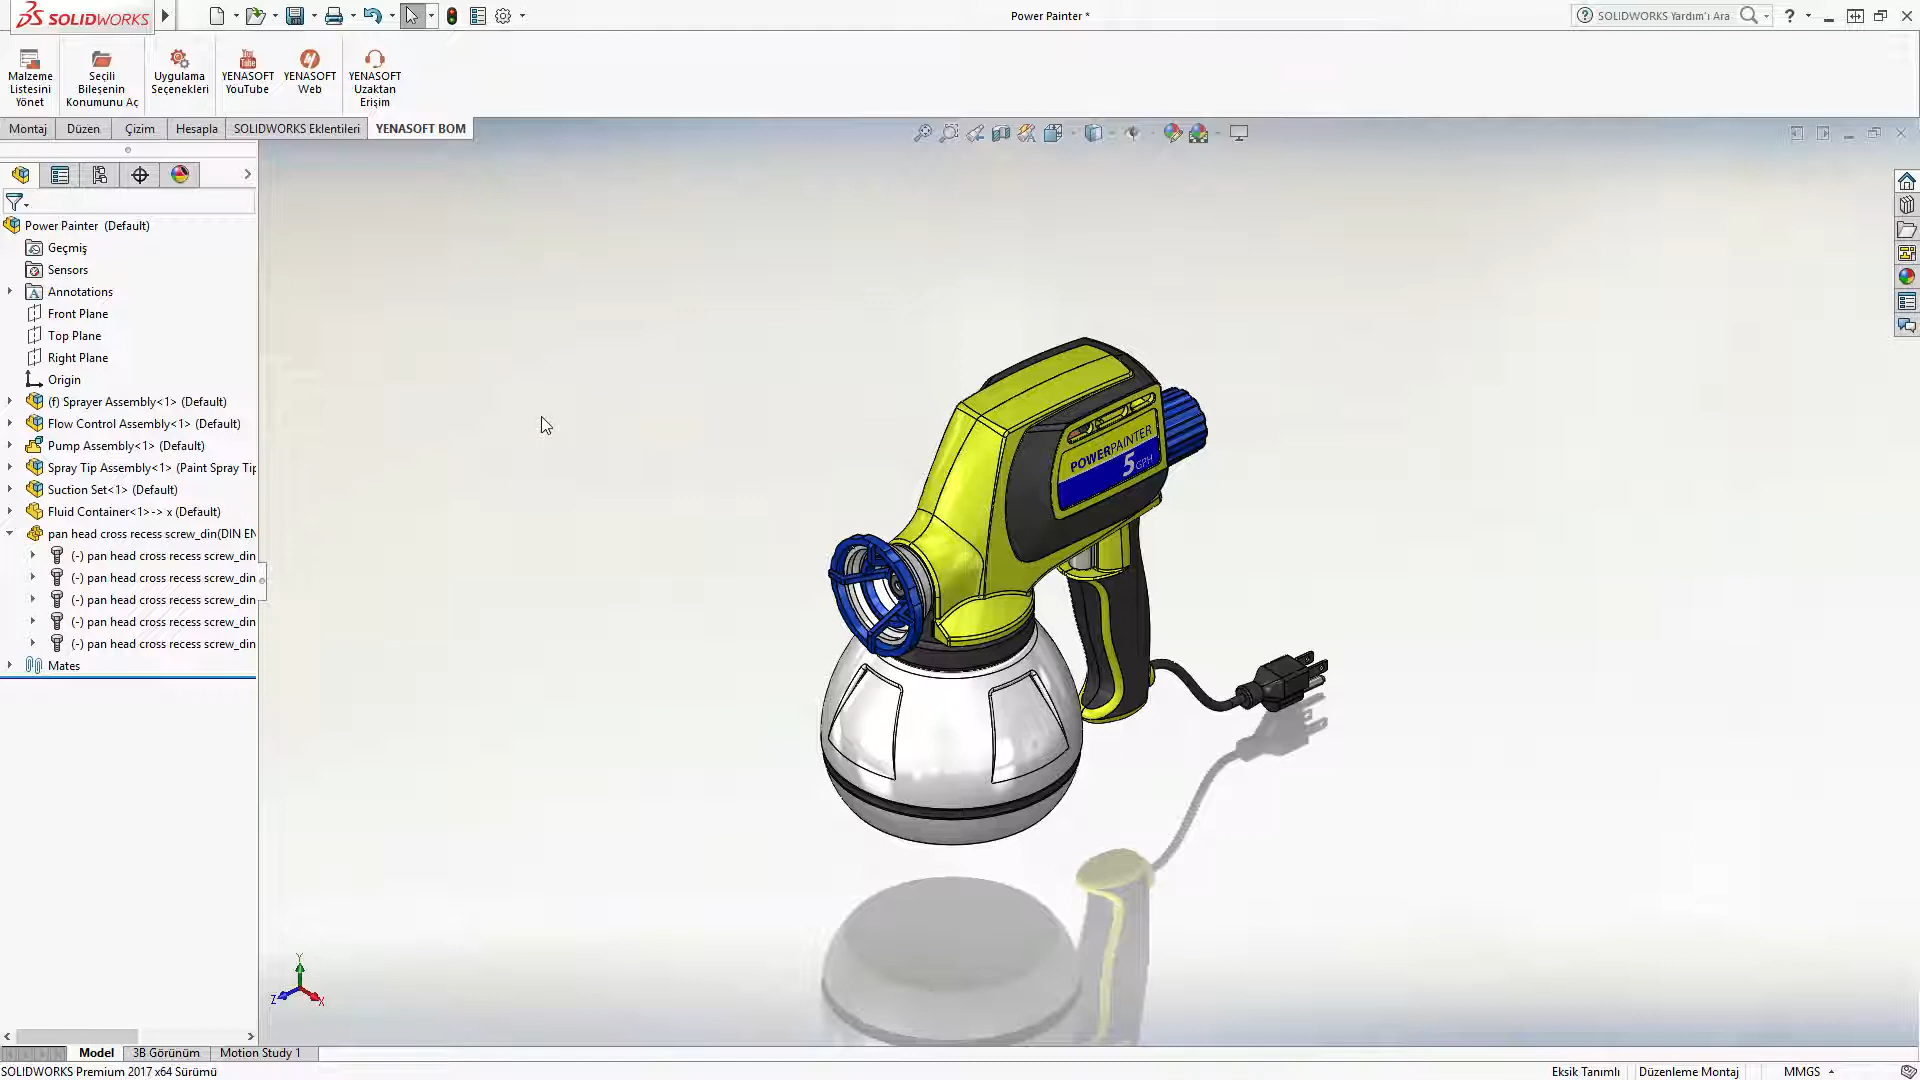 SOLIDWORKS
Power Painter *
SOLIDWORKS Yardım'ı Ara
?
Malzeme Listesini Yönet
Seçili Bileşenin Konumunu Aç
Uygulama Seçenekleri
YENASOFT YouTube
YENASOFT Web
YENASOFT Uzaktan Erişim
Montaj
Düzen
Çizim
Hesapla
SOLIDWORKS Eklentileri
YENASOFT BOM
Power Painter (Default)
Geçmiş
Sensors
Annotations
Front Plane
Top Plane
Right Plane
Origin
(f) Sprayer Assembly<1> (Default)
Flow Control Assembly<1> (Default)
Pump Assembly<1> (Default)
Spray Tip Assembly<1> (Paint Spray Tip
Suction Set<1> (Default)
Fluid Container<1>-> x (Default)
pan head cross recess screw_din(DIN EN
(-) pan head cross recess screw_din
(-) pan head cross recess screw_din
(-) pan head cross recess screw_din
(-) pan head cross recess screw_din
(-) pan head cross recess screw_din
Mates
POWERPAINTER
5 GPH
Y
Z
X
Model
3B Görünüm
Motion Study 1
SOLIDWORKS Premium 2017 x64 Sürümü
Eksik Tanımlı
Düzenleme Montaj
MMGS